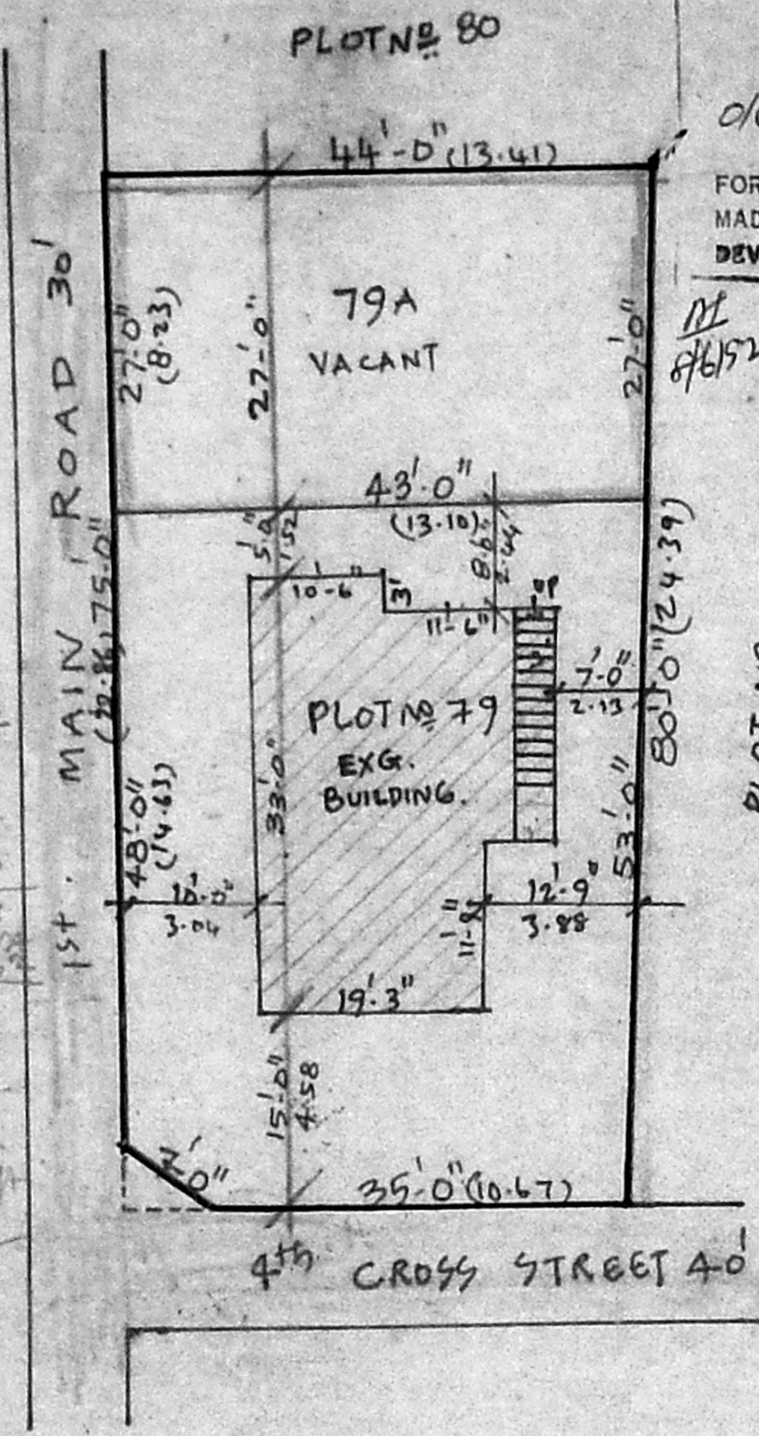 PLOT No 80
44'-0" (13.41)
FOR
MAD
DEV
1st. MAIN ROAD 30'
27'-0"
(8.23)
27'-0"
79A
VACANT
27'-0"
43'-0"
(13.10)
5'-0"
1.52
8'-6"
2.44
10'-6"
3'
11'-6"
UP
75'-0"
80'-0" (24.39)
PLOT No 79
EXG.
BUILDING.
33'-0"
7'-0"
2.13
48'-0"
(14.63)
53'-0"
10'-0"
3.04
12'-9"
3.88
19'-3"
15'-0"
4.58
35'-0" (10.67)
4th CROSS STREET 40'